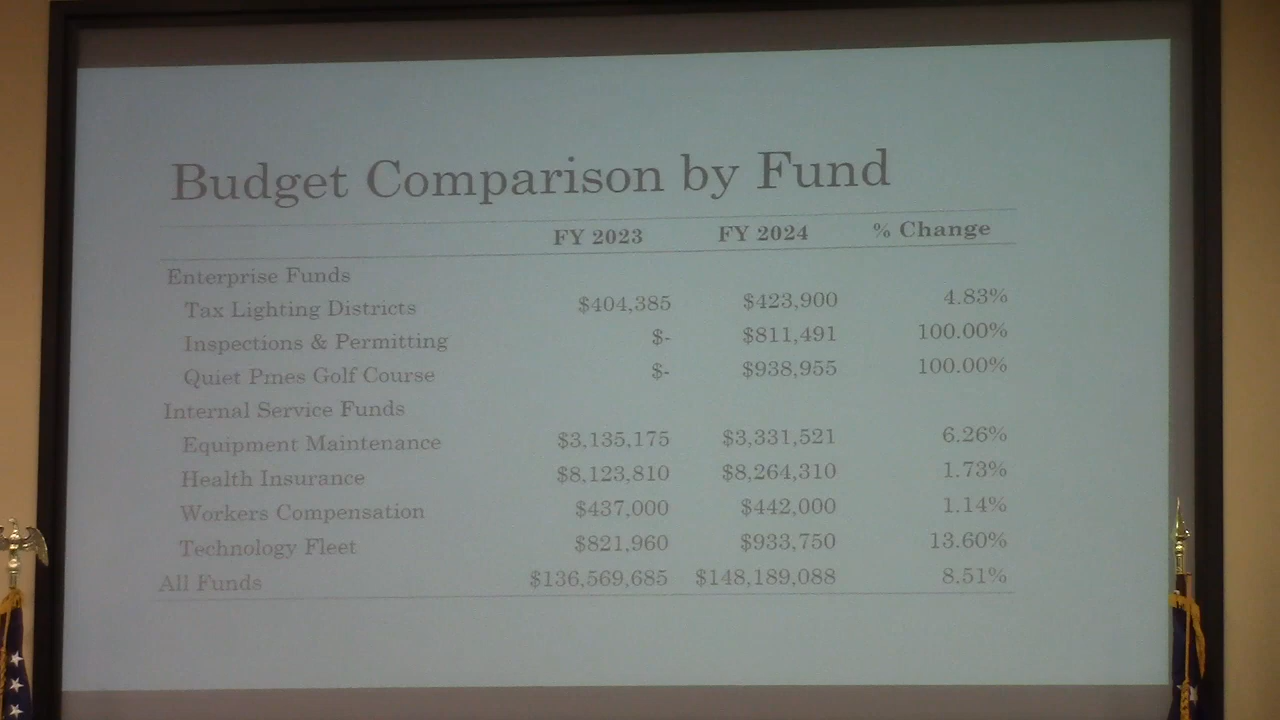 Budget Comparison by Fund
FY 2023 FY 2024 % Change
Enterprise Funds
Tax Lighting Districts $404,385 $423,900 4.83%
Inspections & Permitting $- $811,491 100.00%
Quiet Pines Golf Course $- $938,955 100.00%
Internal Service Funds
Equipment Maintenance $3,135,175 $3,331,521 6.26%
Health Insurance $8,123,810 $8,264,310 1.73%
Workers Compensation $437,000 $442,000 1.14%
Technology Fleet $821,960 $933,750 13.60%
All Funds $136,569,685 $148,189,088 8.51%